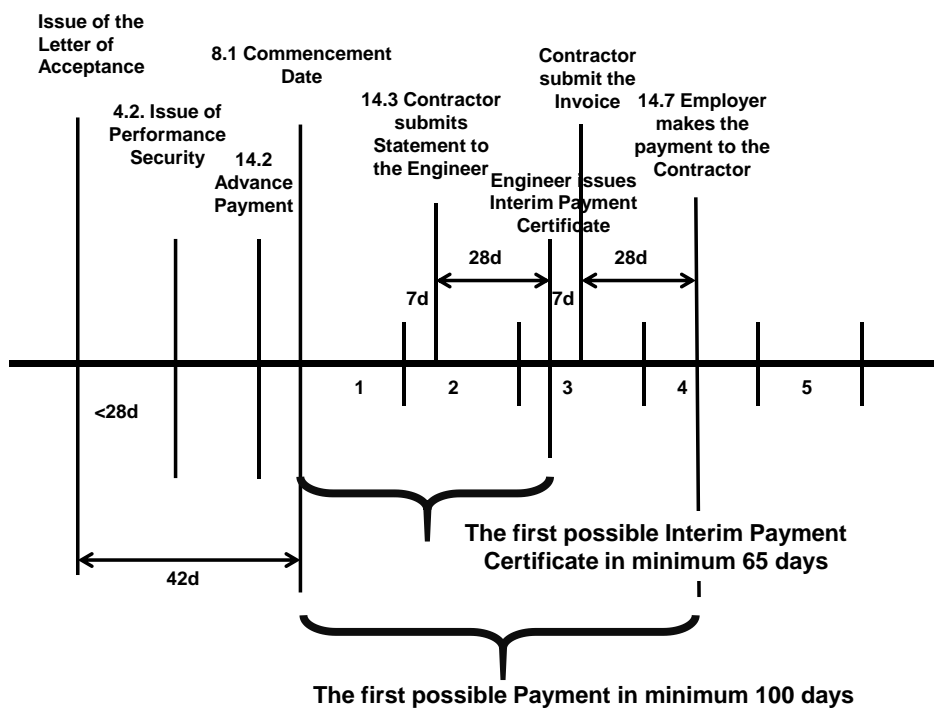 Issue of the
Letter of
Acceptance
8.1 Commencement
Date
Contractor
submit the
Invoice
4.2. Issue of
Performance
Security
14.2
Advance
Payment
14.3 Contractor
submits
Statement to
the Engineer
14.7 Employer
makes the
payment to the
Contractor
Engineer issues
Interim Payment
Certificate
28d
28d
7d
7d
1
2
3
4
5
<28d
The first possible Interim Payment
Certificate in minimum 65 days
42d
The first possible Payment in minimum 100 days